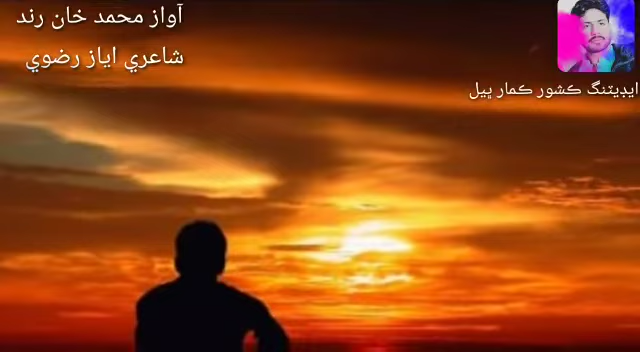 آواز محمد خان رند
شاعري اياز رضوي
ايڊيٽنگ ڪشور ڪمار ڀيل